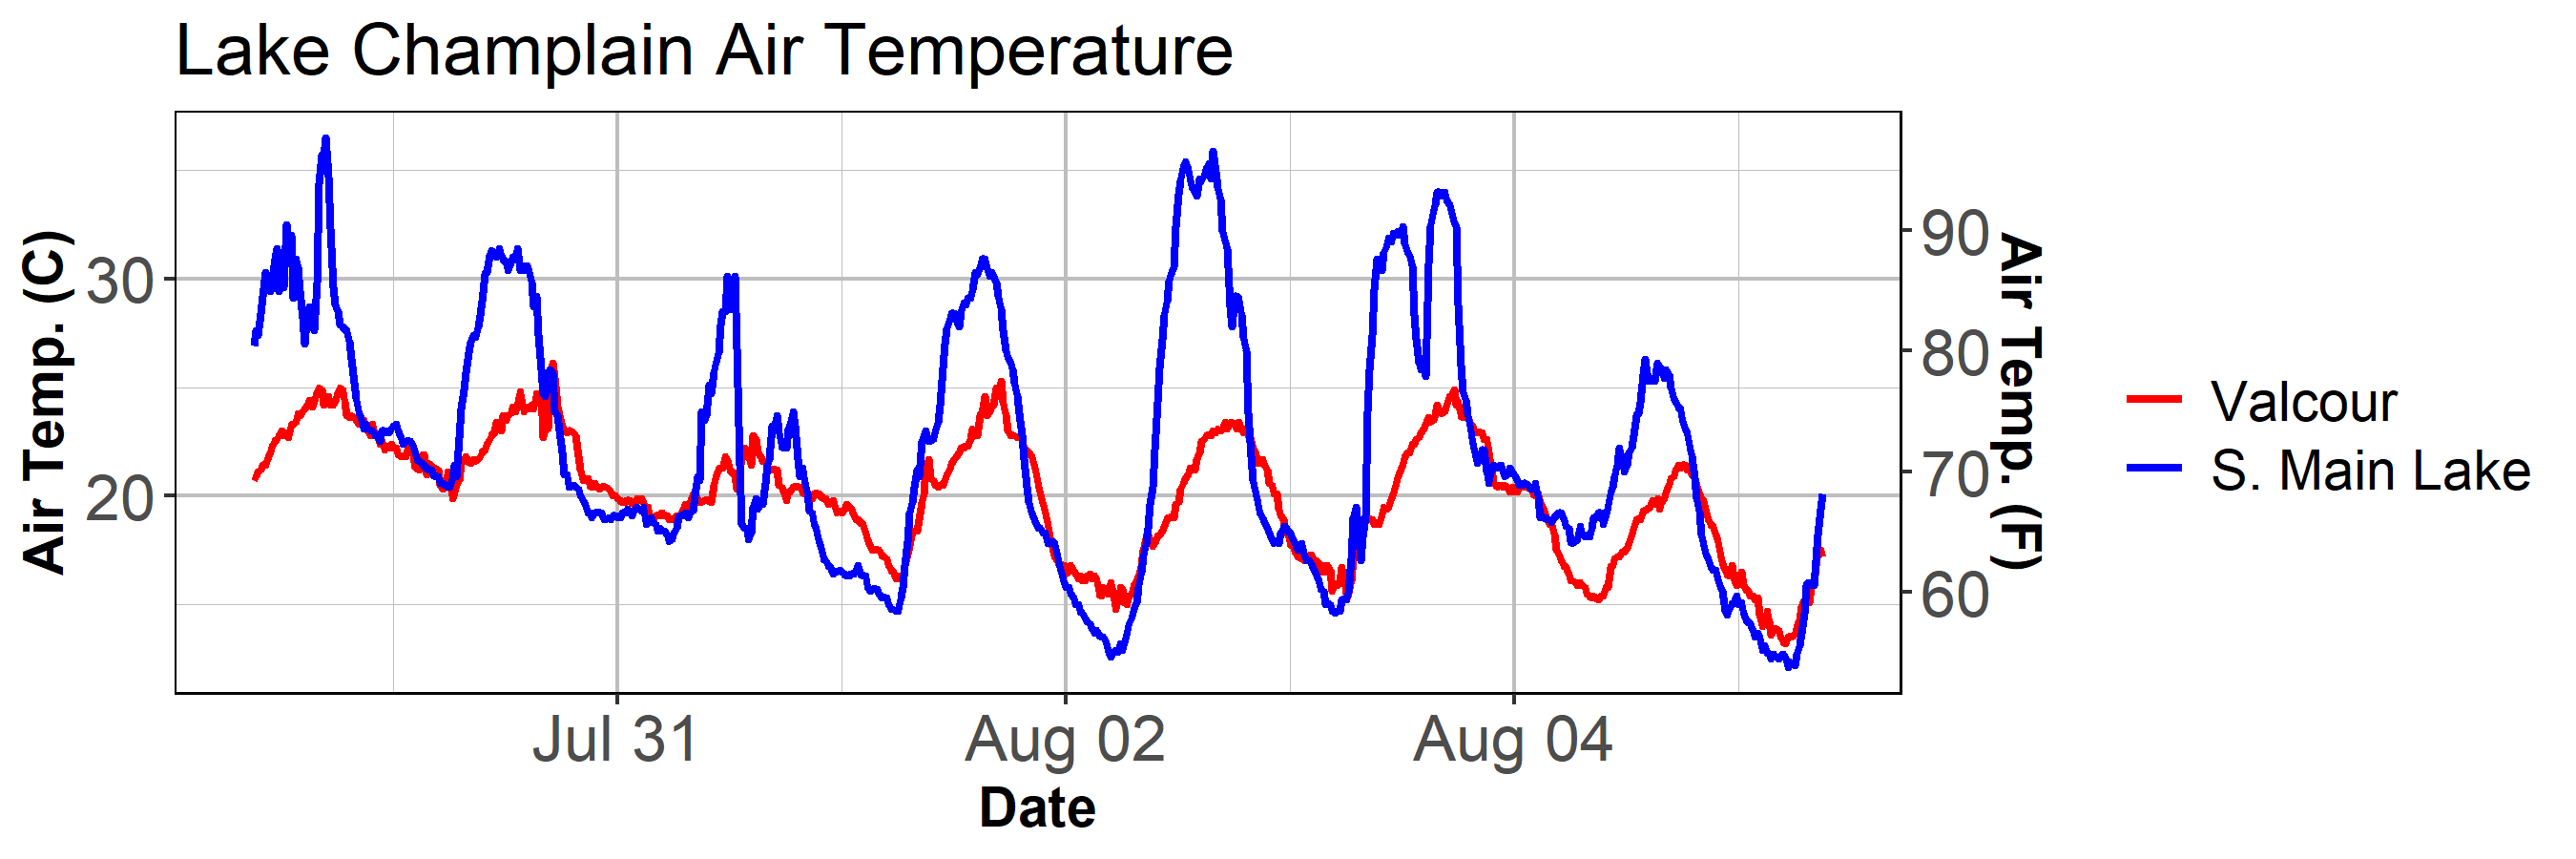 Lake Champlain Air Temperature
Air Temp. (C)
30
20
90
80
70
60
Air Temp. (F)
Jul 31
Aug 02
Aug 04
Date
Valcour
S. Main Lake